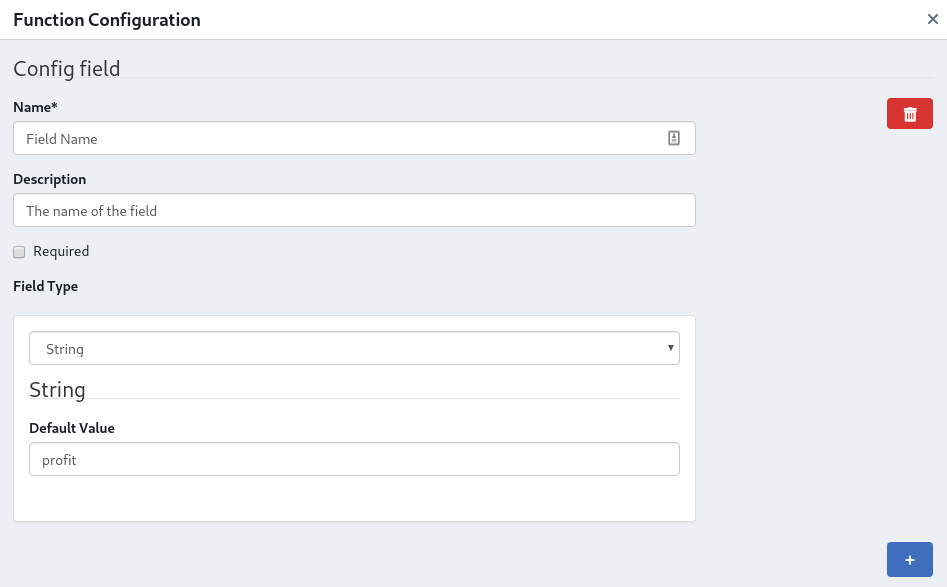 Function Configuration
Config field
Name*
Field Name
Description
The name of the field
Required
Field Type
String
String
Default Value
profit
+